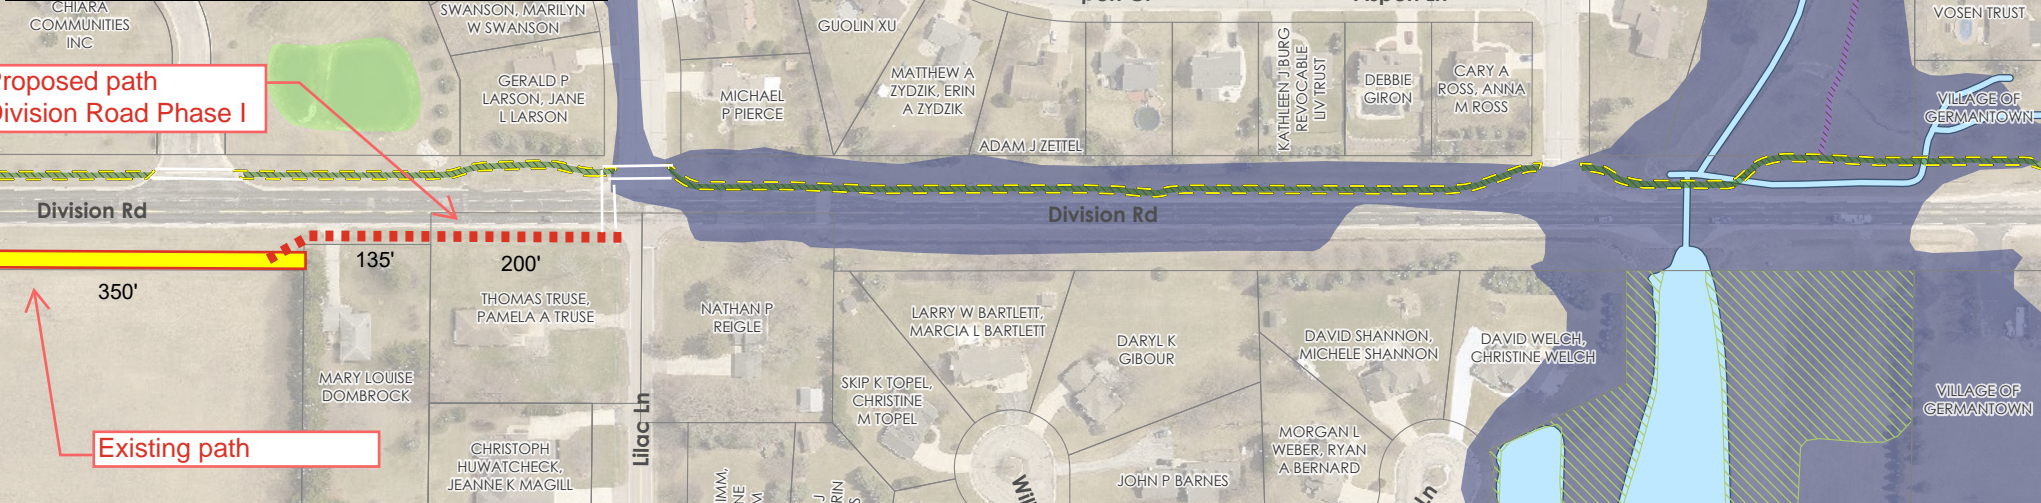 CHIARA
COMMUNITIES
INC
SWANSON, MARILYN
W SWANSON
GUOLIN XU
VOSEN TRUST
Proposed path
Division Road Phase I
GERALD P
LARSON, JANE
L LARSON
MICHAEL
P PIERCE
MATTHEW A
ZYDZIK, ERIN
A ZYDZIK
ADAM J ZETTEL
KATHLEEN J BURG
REVOCABLE
LIV TRUST
DEBBIE
GIRON
CARY A
ROSS, ANNA
M ROSS
VILLAGE OF
GERMANTOWN
Division Rd
Division Rd
135'
200'
350'
THOMAS TRUSE,
PAMELA A TRUSE
NATHAN P
REIGLE
LARRY W BARTLETT,
MARCIA L BARTLETT
DARYL K
GIBOUR
DAVID SHANNON,
MICHELE SHANNON
DAVID WELCH,
CHRISTINE WELCH
MARY LOUISE
DOMBROCK
SKIP K TOPEL,
CHRISTINE
M TOPEL
VILLAGE OF
GERMANTOWN
Existing path
CHRISTOPH
HUWATCHECK,
JEANNE K MAGILL
Lilac Ln
MORGAN L
WEBER, RYAN
A BERNARD
JOHN P BARNES
Ln